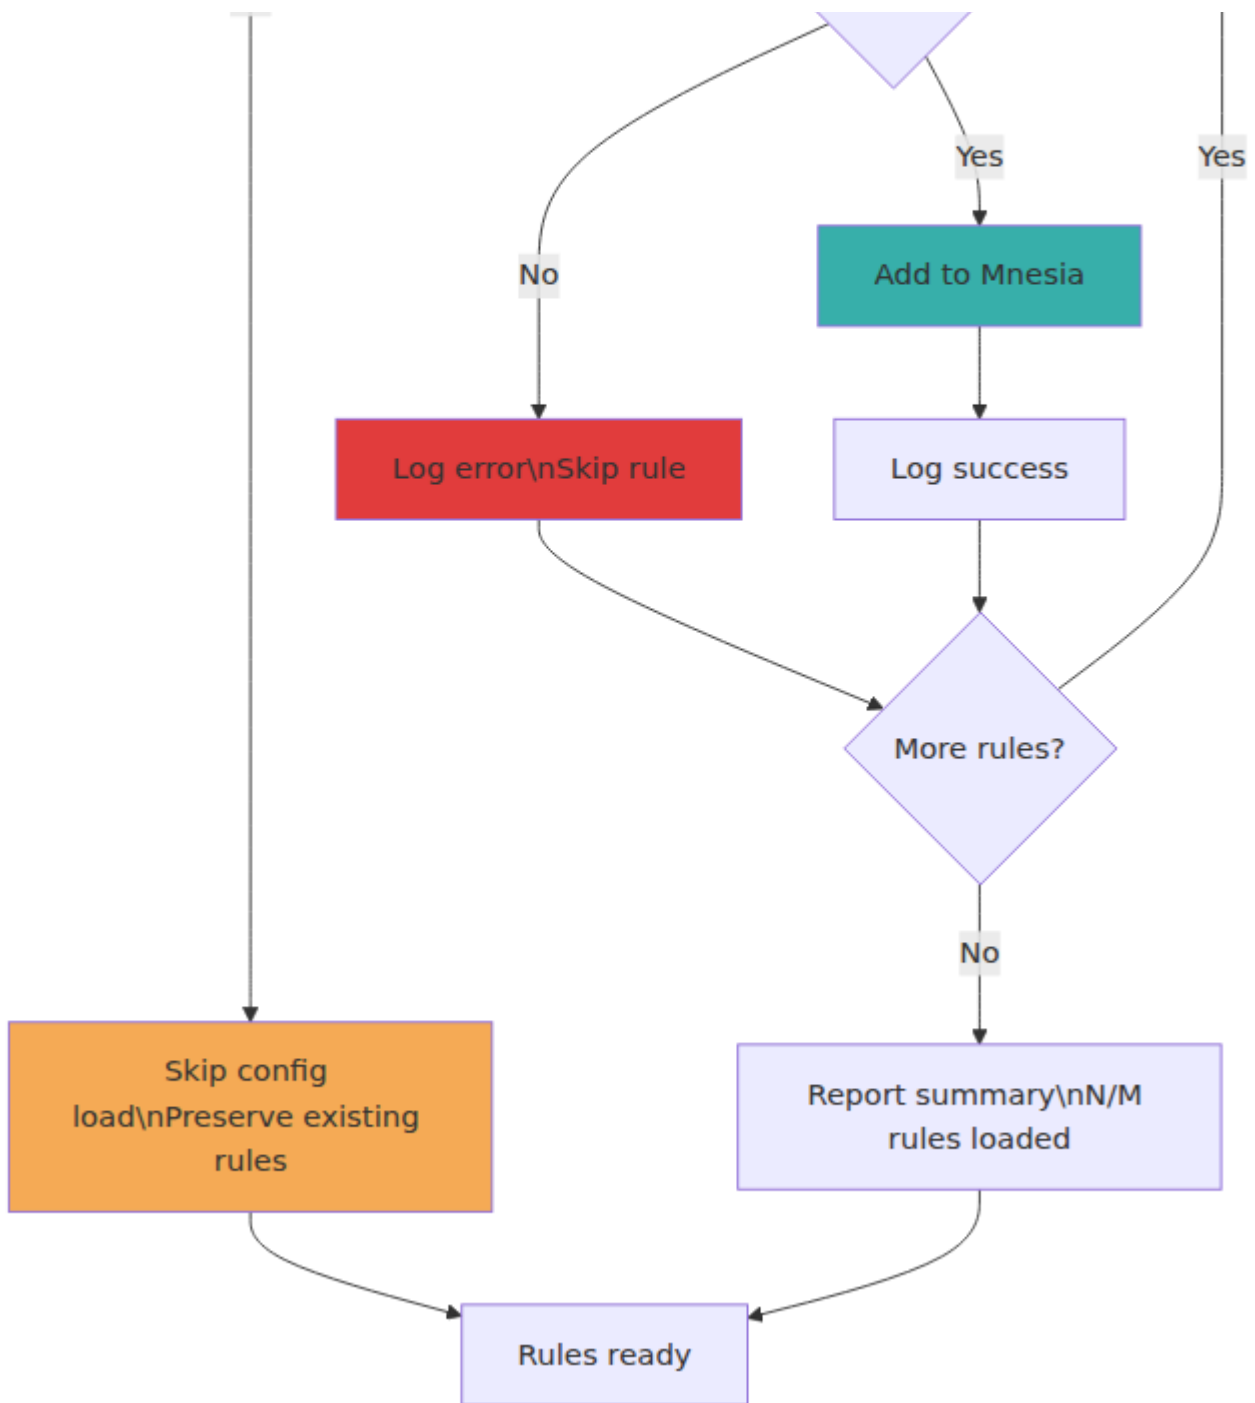 Yes
Yes
No
Add to Mnesia
Log error\nSkip rule
Log success
More rules?
No
Skip config
load\nPreserve existing
rules
Report summary\nN/M
rules loaded
Rules ready